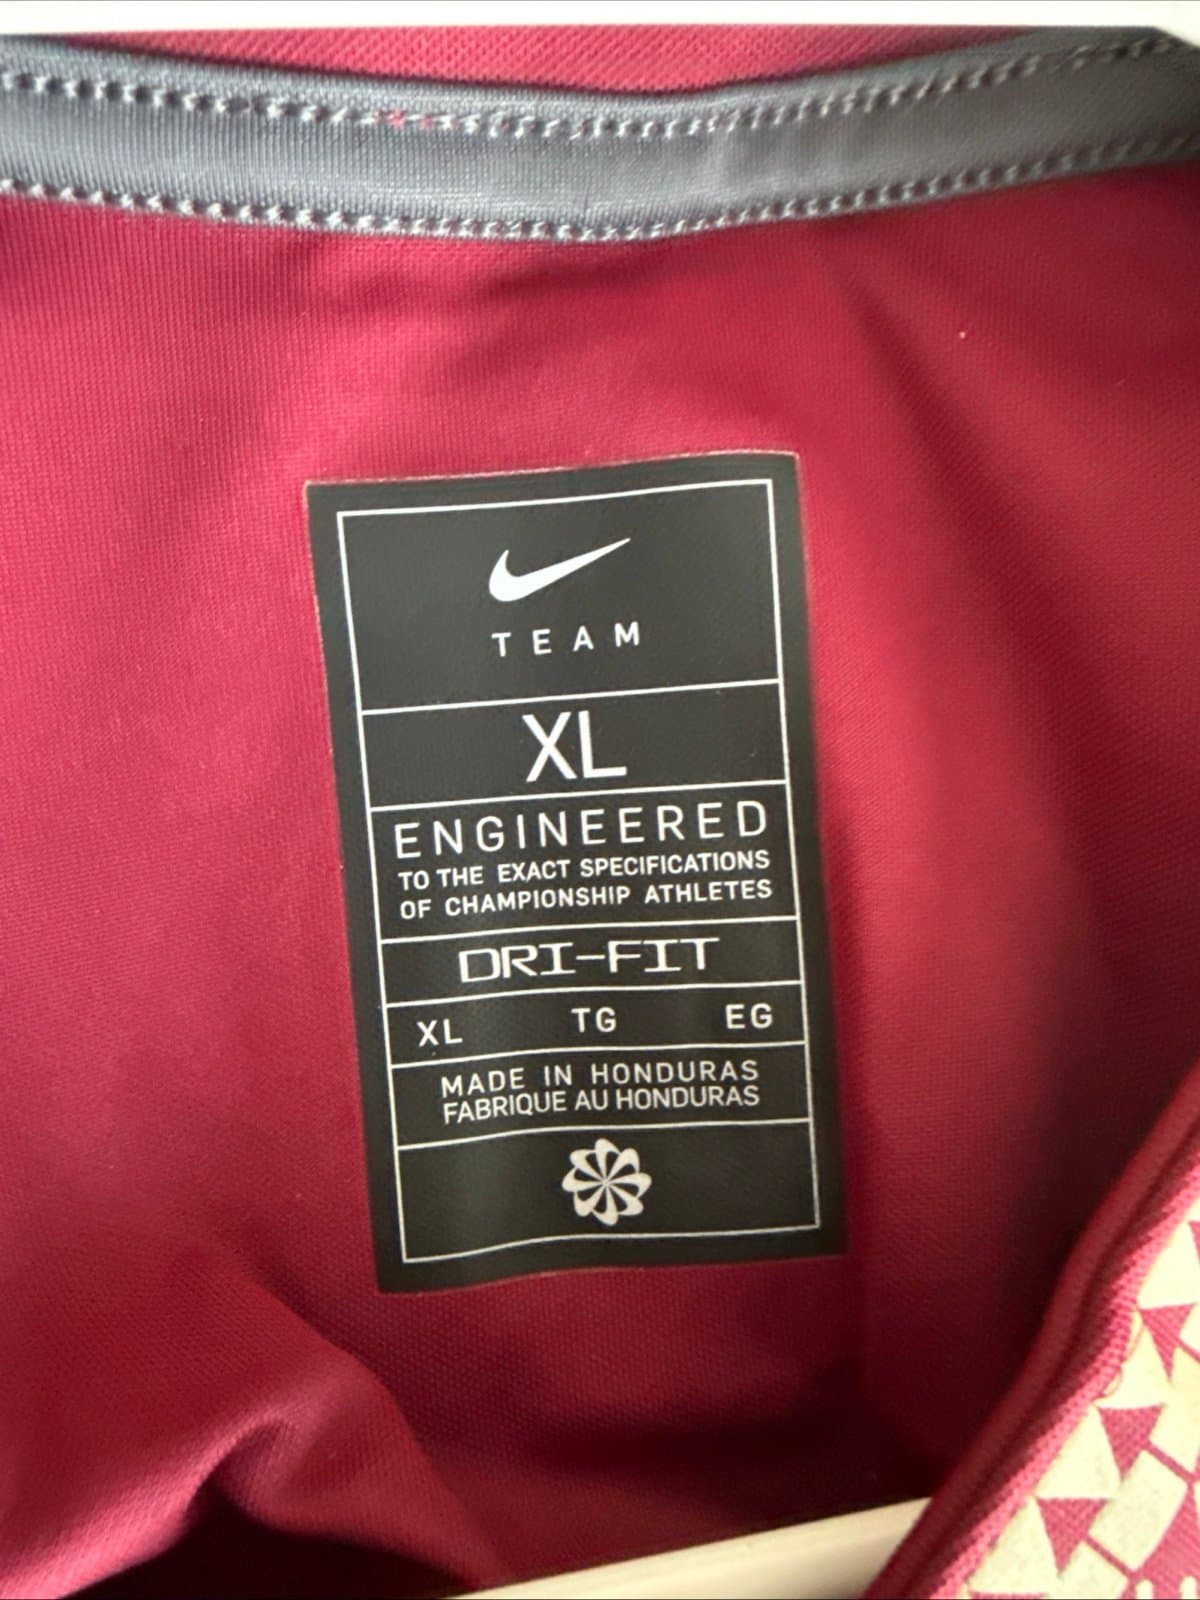 TEAM
XL
ENGINEERED
TO THE EXACT SPECIFICATIONS
OF CHAMPIONSHIP ATHLETES
DRI-FIT
XL TG EG
MADE IN HONDURAS
FABRIQUE AU HONDURAS